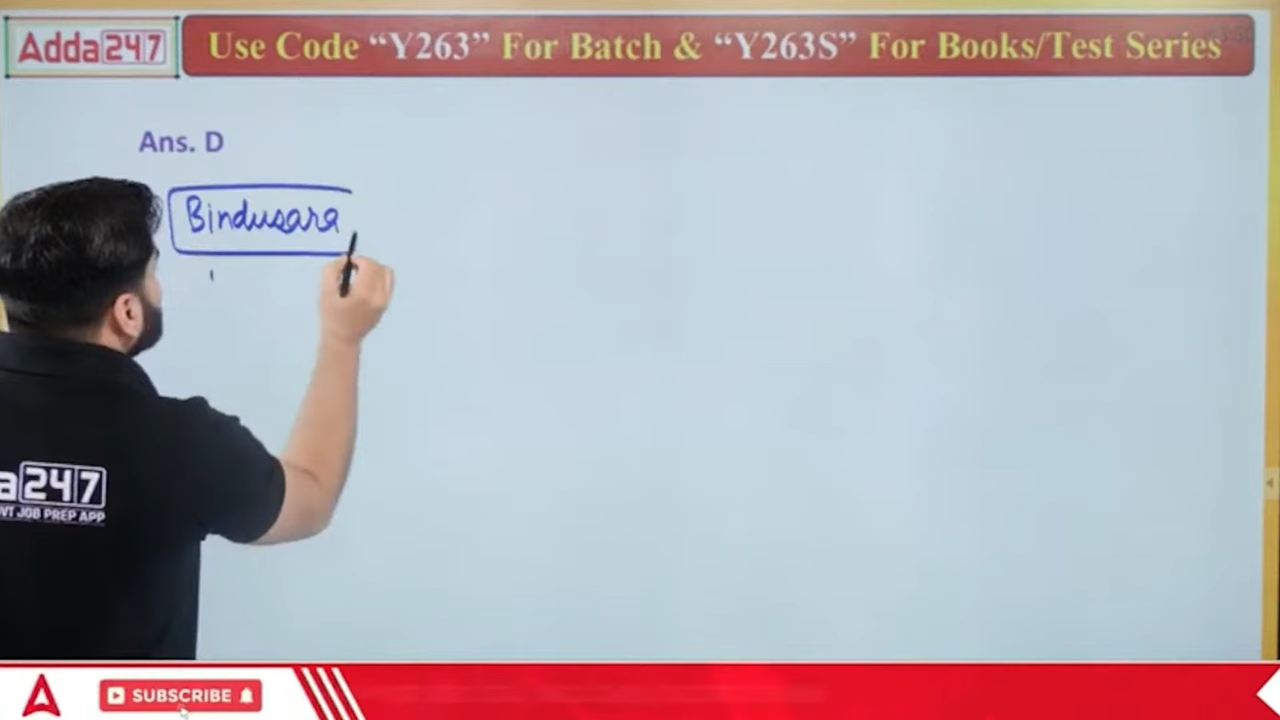 Adda247 Use Code “Y263” For Batch & “Y263S” For Books/Test Series
Ans. D
Bindusara
a247
VT JOB PREP APP
SUBSCRIBE